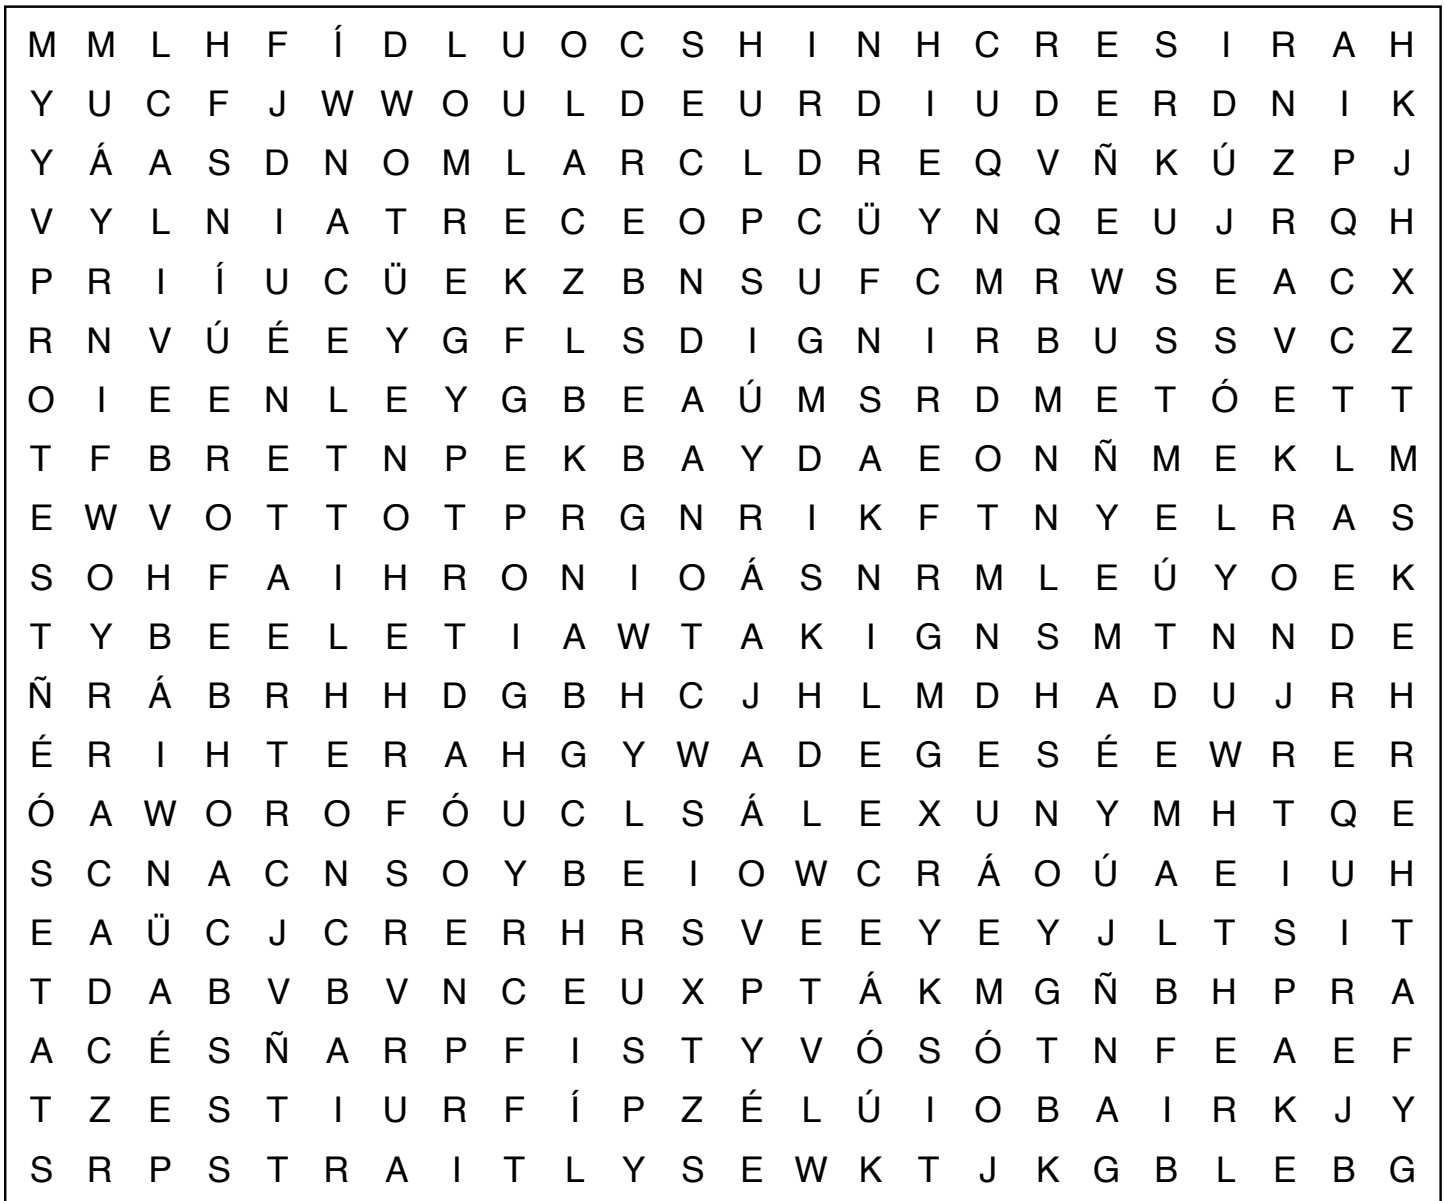 M M L H F Í D L U O C S H I N H C R E S I R A H
Y U C F J W W O U L D E U R D I U D E R D N I K
Y Á A S D N O M L A R C L D R E Q V Ñ K Ú Z P J
V Y L N I A T R E C E O P C Ü Y N Q E U J R Q H
P R I Í U C Ü E K Z B N S U F C M R W S E A C X
R N V Ú É E Y G F L S D I G N I R B U S S V C Z
O I E E N L E Y G B E A Ú M S R D M E T Ó E T T
T F B R E T N P E K B A Y D A E O N Ñ M E K L M
E W V O T T O T P R G N R I K F T N Y E L R A S
S O H F A I H R O N I O Á S N R M L E Ú Y O E K
T Y B E E L E T I A W T A K I G N S M T N N D E
Ñ R Á B R H H D G B H C J H L M D H A D U J R H
É R I H T E R A H G Y W A D E G E S É E W R E R
Ó A W O R O F Ó U C L S Á L E X U N Y M H T Q E
S C N A C N S O Y B E I O W C R Á O Ú A E I U H
E A Ü C J C R E R H R S V E E Y E Y J L T S I T
T D A B V B V N C E U X P T Á K M G Ñ B H P R A
A C É S Ñ A R P F I S T Y V Ó S Ó T N F E A E F
T Z E S T I U R F Í P Z É L Ú I O B A I R K J Y
S R P S T R A I T L Y S E W K T J K G B L E B G